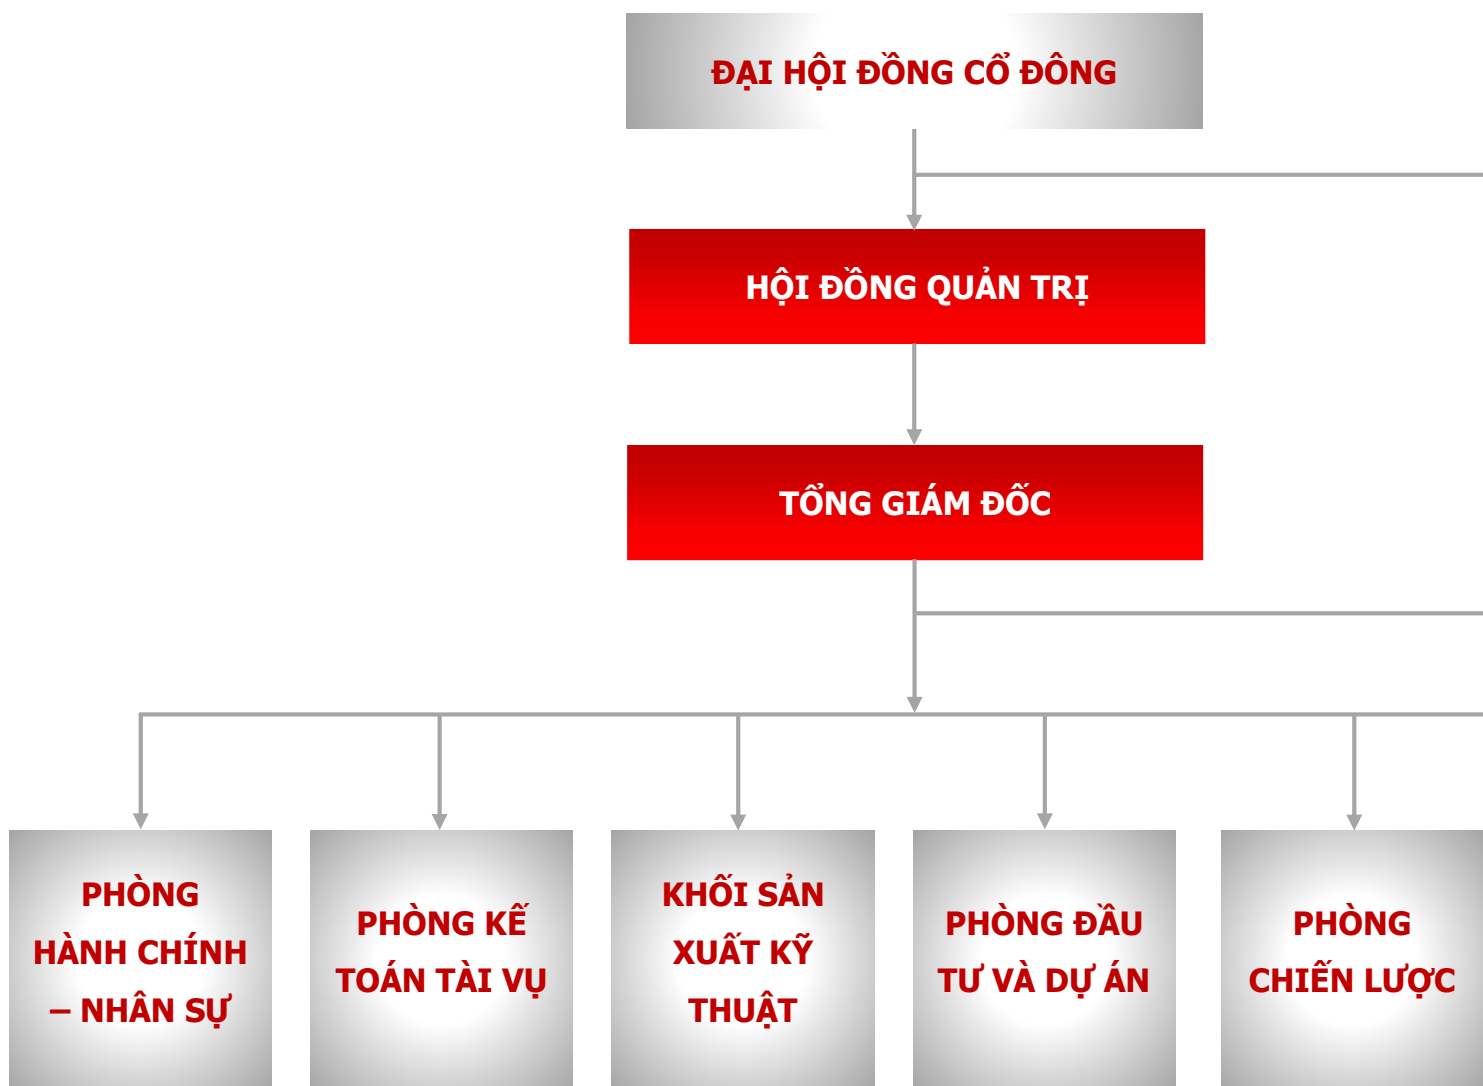 ĐẠI HỘI ĐỒNG CỔ ĐÔNG
HỘI ĐỒNG QUẢN TRỊ
TỔNG GIÁM ĐỐC
PHÒNG
HÀNH CHÍNH
– NHÂN SỰ
PHÒNG KẾ
TOÁN TÀI VỤ
KHỐI SẢN
XUẤT KỸ
THUẬT
PHÒNG ĐẦU
TƯ VÀ DỰ ÁN
PHÒNG
CHIẾN LƯỢC